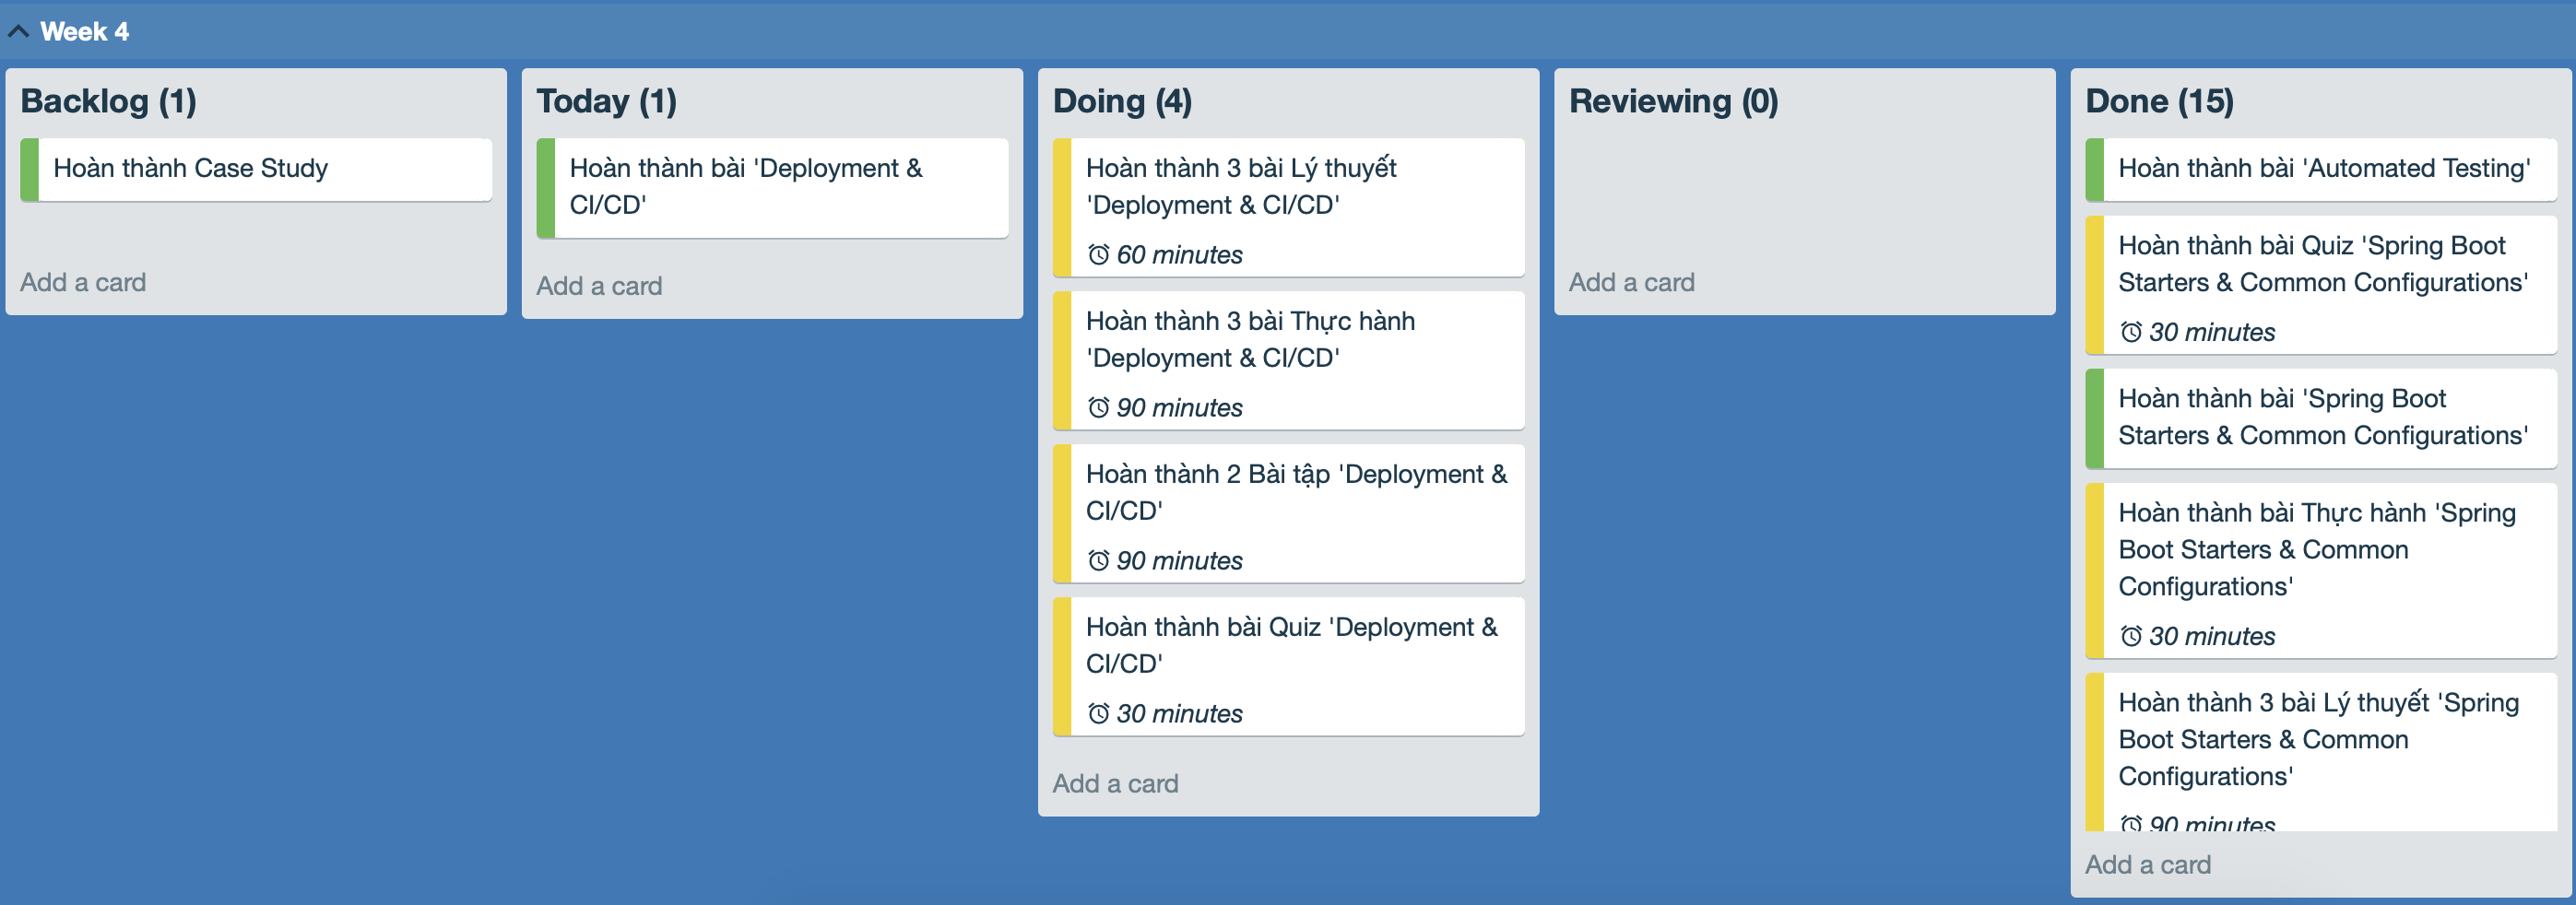 Week 4
Backlog (1)
Hoàn thành Case Study
Add a card
Today (1)
Hoàn thành bài 'Deployment &
CI/CD'
Add a card
Doing (4)
Hoàn thành 3 bài Lý thuyết
'Deployment & CI/CD'
60 minutes
Hoàn thành 3 bài Thực hành
'Deployment & CI/CD'
90 minutes
Hoàn thành 2 Bài tập 'Deployment &
CI/CD'
90 minutes
Hoàn thành bài Quiz 'Deployment &
CI/CD'
30 minutes
Add a card
Reviewing (0)
Add a card
Done (15)
Hoàn thành bài 'Automated Testing'
Hoàn thành bài Quiz 'Spring Boot
Starters & Common Configurations'
30 minutes
Hoàn thành bài 'Spring Boot
Starters & Common Configurations'
Hoàn thành bài Thực hành 'Spring
Boot Starters & Common
Configurations'
30 minutes
Hoàn thành 3 bài Lý thuyết 'Spring
Boot Starters & Common
Configurations'
90 minutes
Add a card